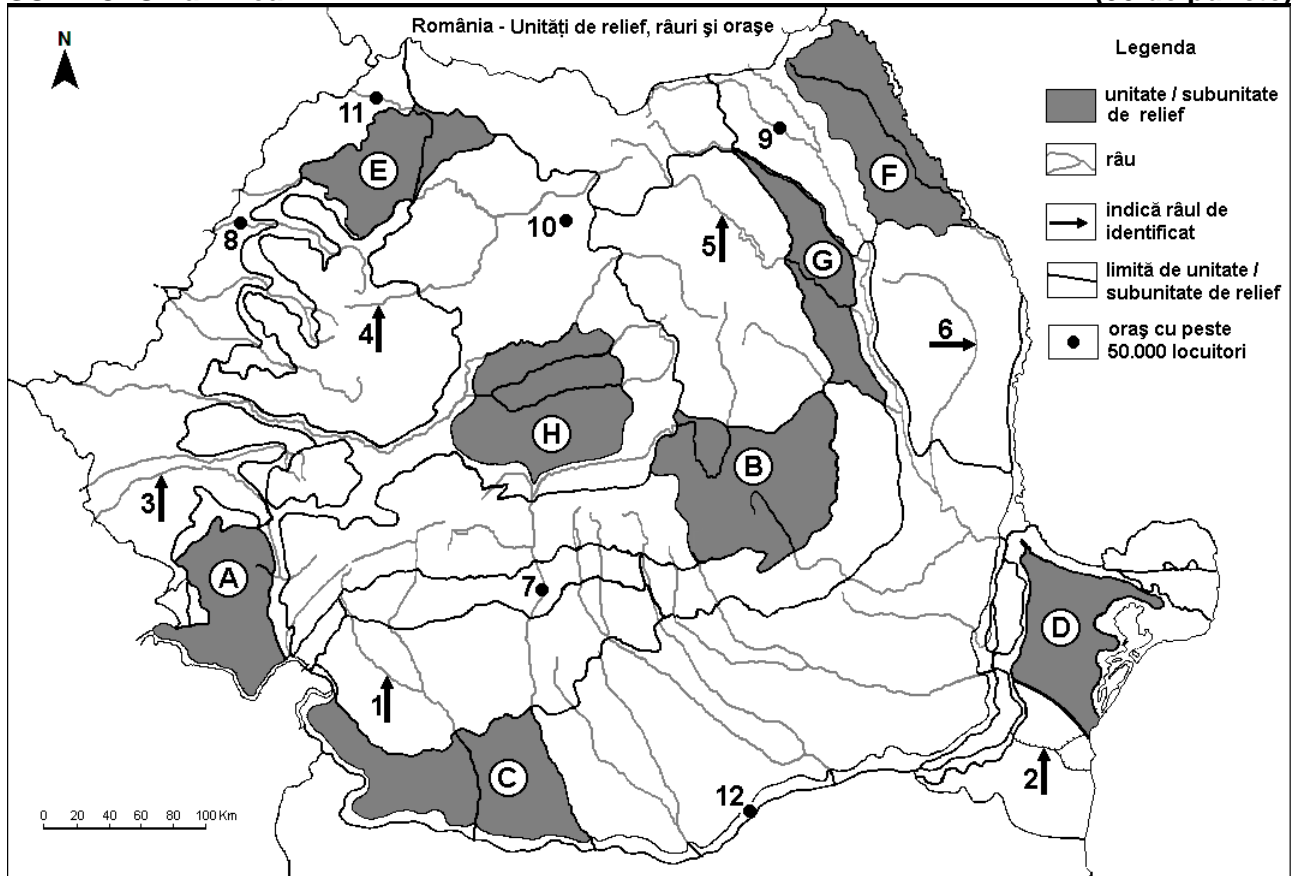 România - Unităţi de relief, râuri şi oraşe
N
Legenda
unitate / subunitate
de relief
râu
indică râul de
identificat
limită de unitate /
subunitate de relief
oraş cu peste
50.000 locuitori
11
E
9
F
8
10
5
G
4
6
H
B
3
A
7
D
1
C
2
12
0 20 40 60 80 100 Km